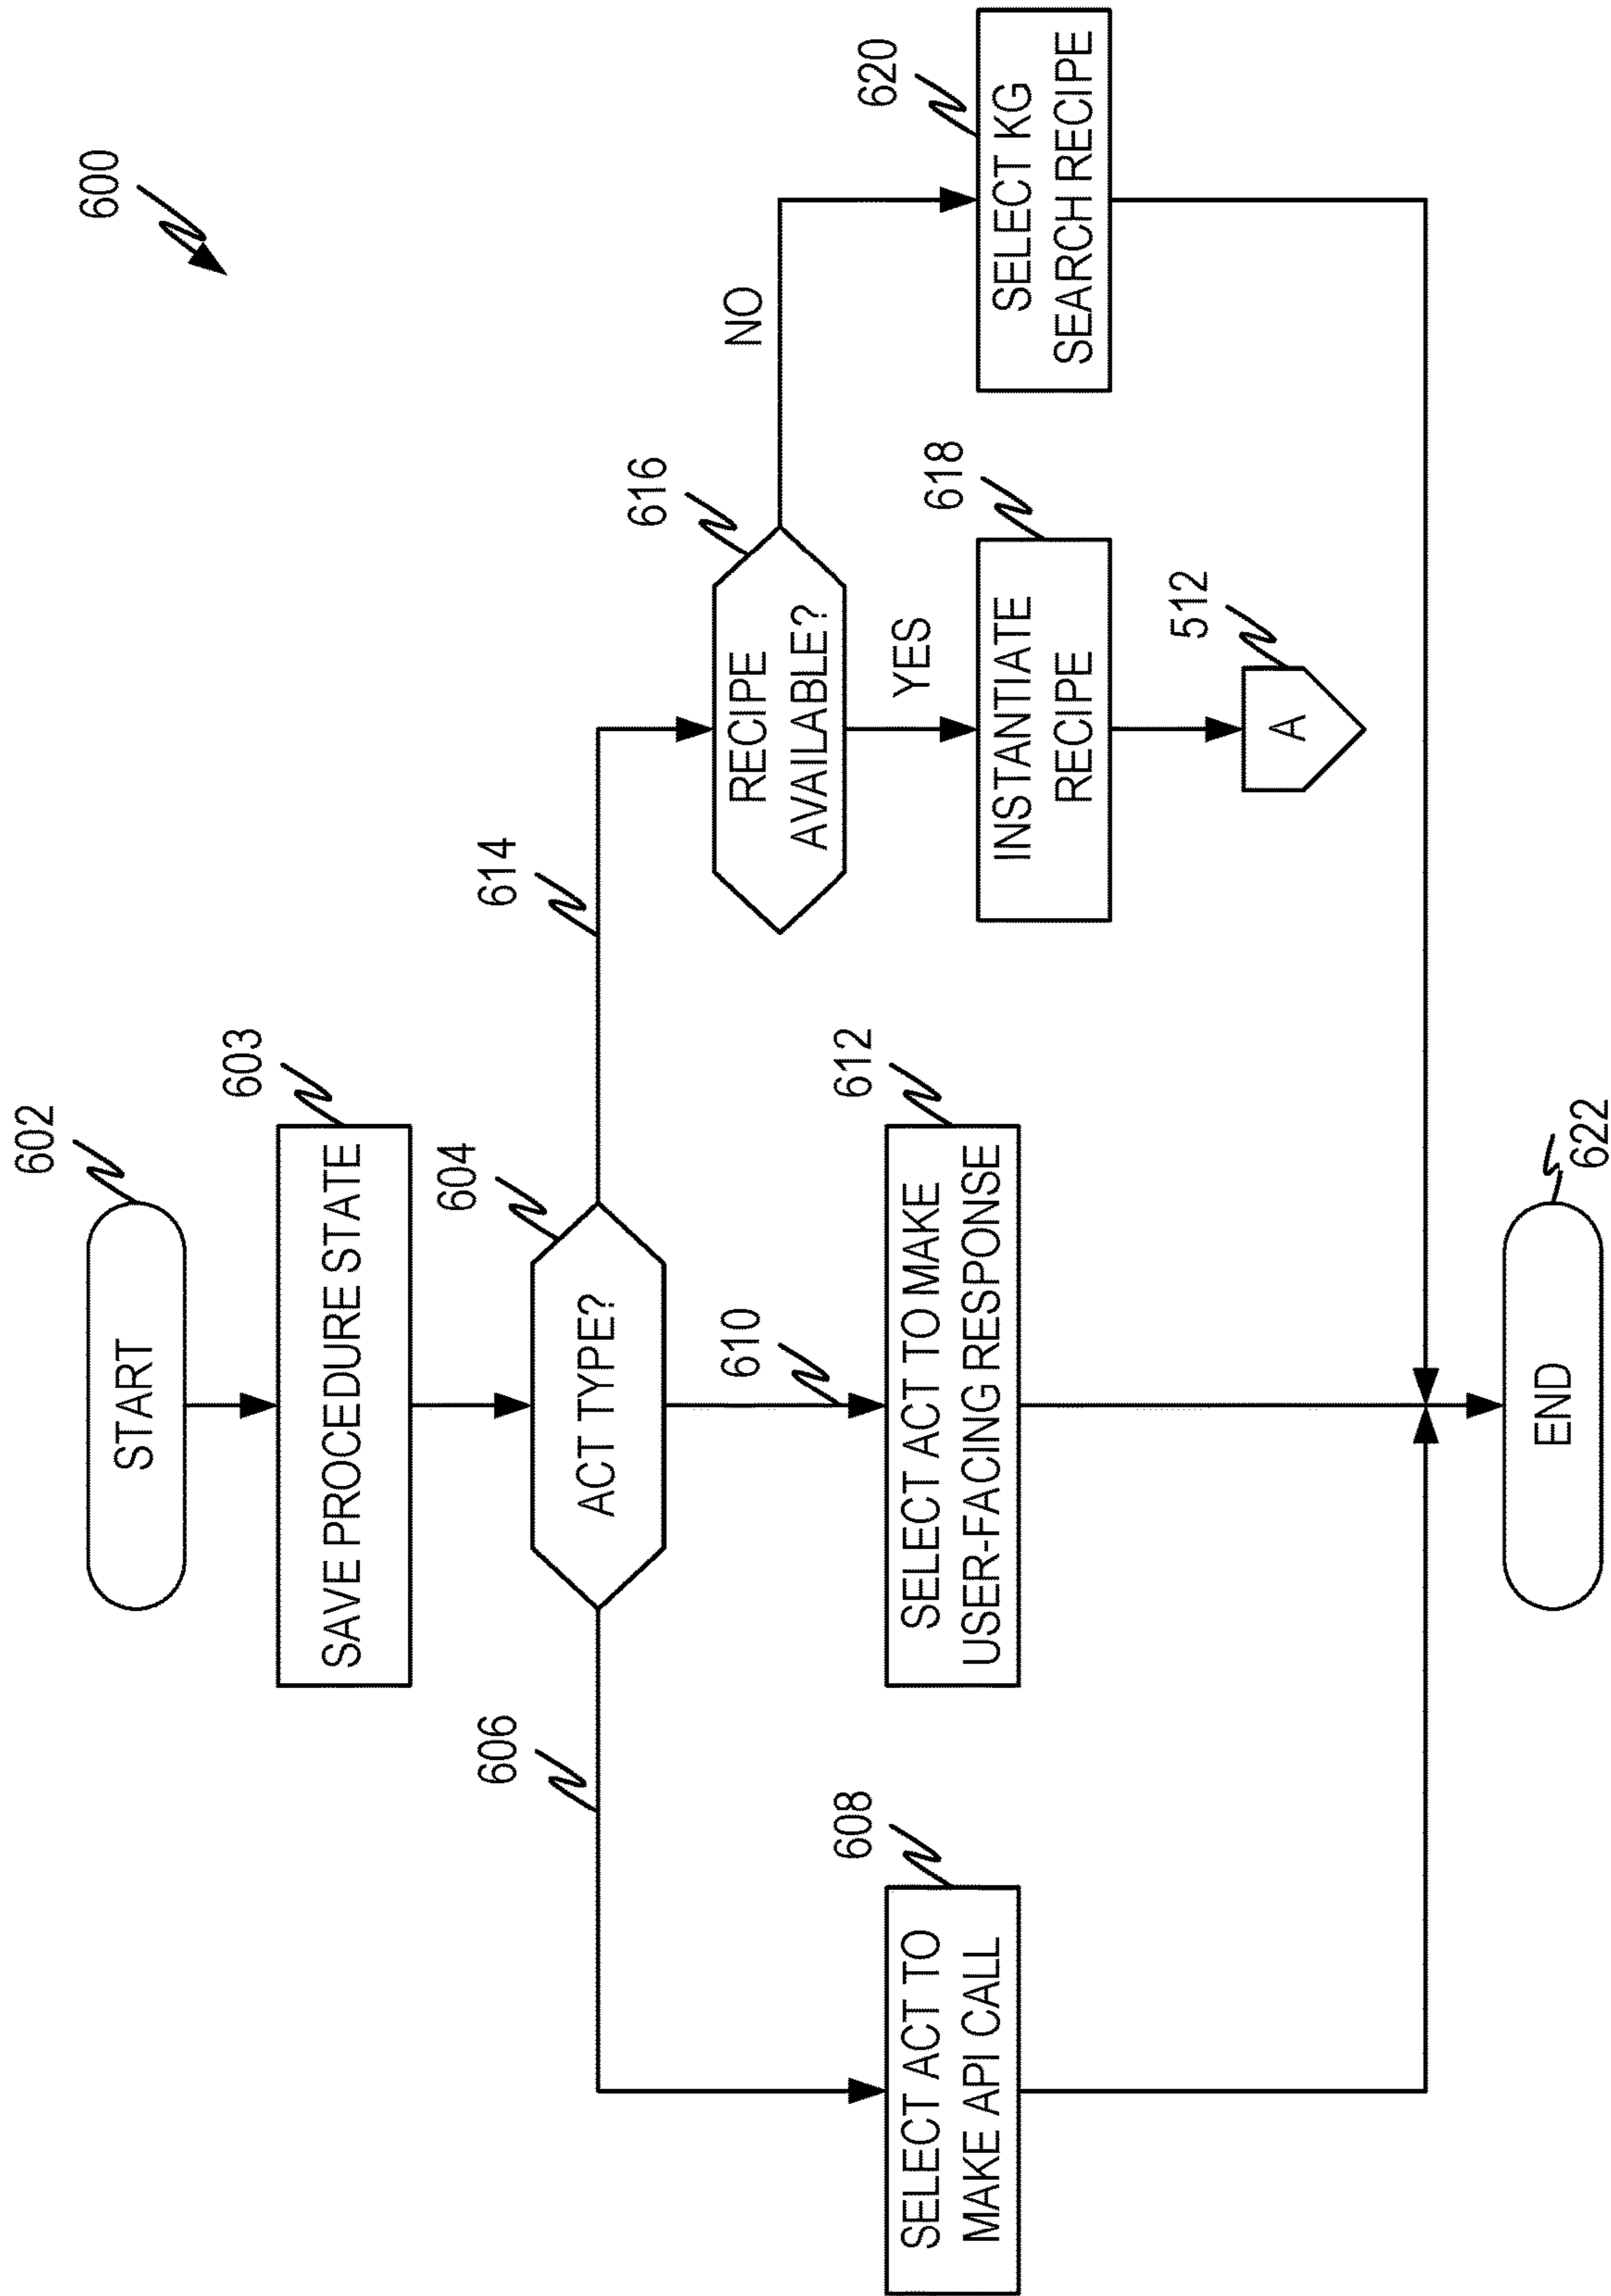 600
602
START
603
SAVE PROCEDURE STATE
604
ACT TYPE?
606
614
616
RECIPE
AVAILABLE?
NO
610
YES
608
SELECT ACT TO
MAKE API CALL
612
SELECT ACT TO MAKE
USER-FACING RESPONSE
618
INSTANTIATE
RECIPE
620
SELECT KG
SEARCH RECIPE
512
A
END
622